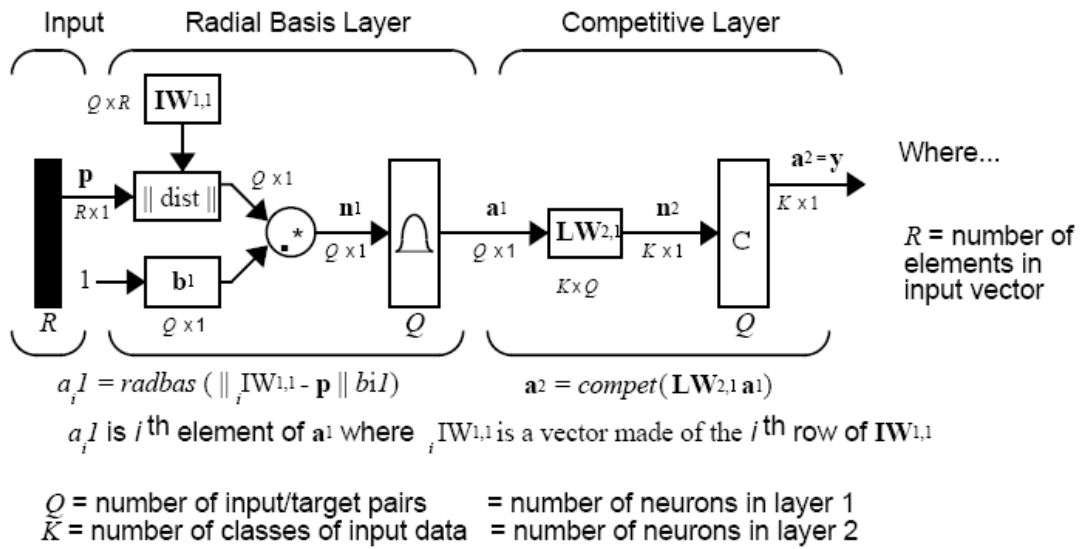 Input Radial Basis Layer Competitive Layer
Q x R IW1,1
p R x 1 || dist || Q x 1 .* n1 Q x 1 a1 Q x 1 LW2,1 n2 K x 1 C a2 = y K x 1
Where...
1 b1 K x Q
R = number of
elements in
input vector
R Q x 1 Q Q
ai1 = radbas ( || iIW1,1 - p || bi1) a2 = compet( LW2,1 a1)
ai1 is i th element of a1 where iIW1,1 is a vector made of the i th row of IW1,1
Q = number of input/target pairs = number of neurons in layer 1
K = number of classes of input data = number of neurons in layer 2